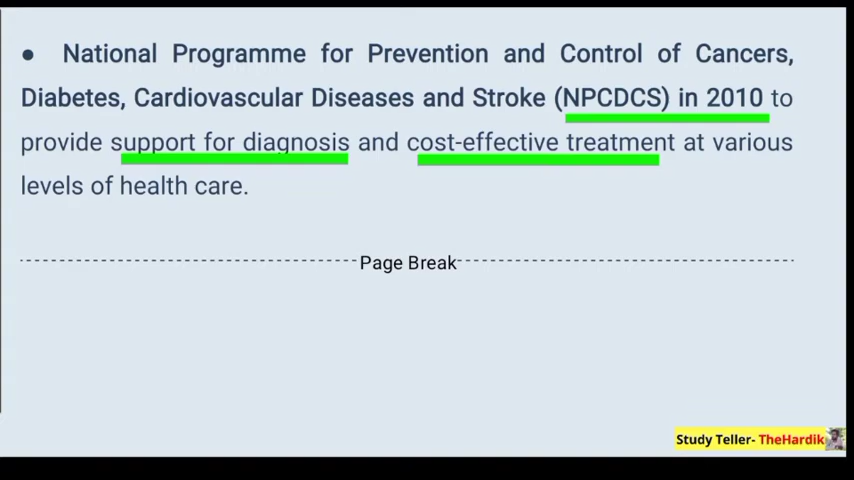 ● National Programme for Prevention and Control of Cancers,
Diabetes, Cardiovascular Diseases and Stroke (NPCDCS) in 2010 to
provide support for diagnosis and cost-effective treatment at various
levels of health care.
Page Break
Study Teller- TheHardik